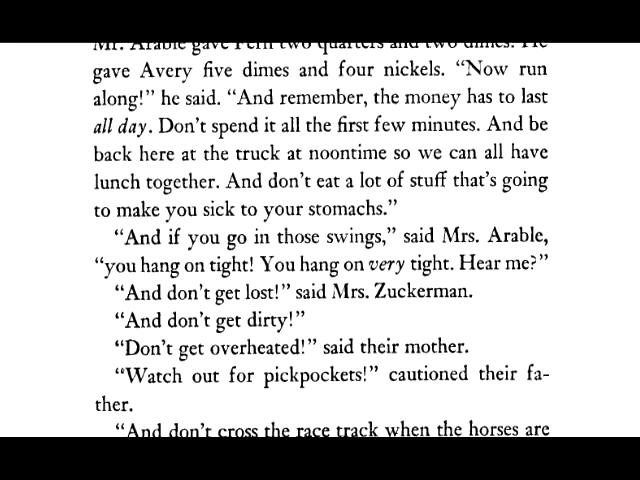 Mr. Arable gave Fern two quarters and two dimes. He
gave Avery five dimes and four nickels. “Now run
along!” he said. “And remember, the money has to last
all day. Don’t spend it all the first few minutes. And be
back here at the truck at noontime so we can all have
lunch together. And don’t eat a lot of stuff that’s going
to make you sick to your stomachs.”
“And if you go in those swings,” said Mrs. Arable,
“you hang on tight! You hang on very tight. Hear me?”
“And don’t get lost!” said Mrs. Zuckerman.
“And don’t get dirty!”
“Don’t get overheated!” said their mother.
“Watch out for pickpockets!” cautioned their fa-
ther.
“And don’t cross the race track when the horses are